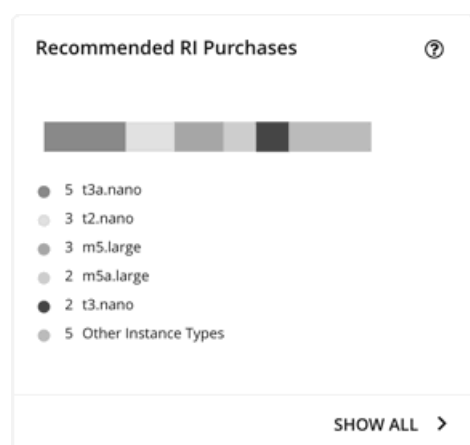 Recommended RI Purchases
5 t3a.nano
3 t2.nano
3 m5.large
2 m5a.large
2 t3.nano
5 Other Instance Types
SHOW ALL